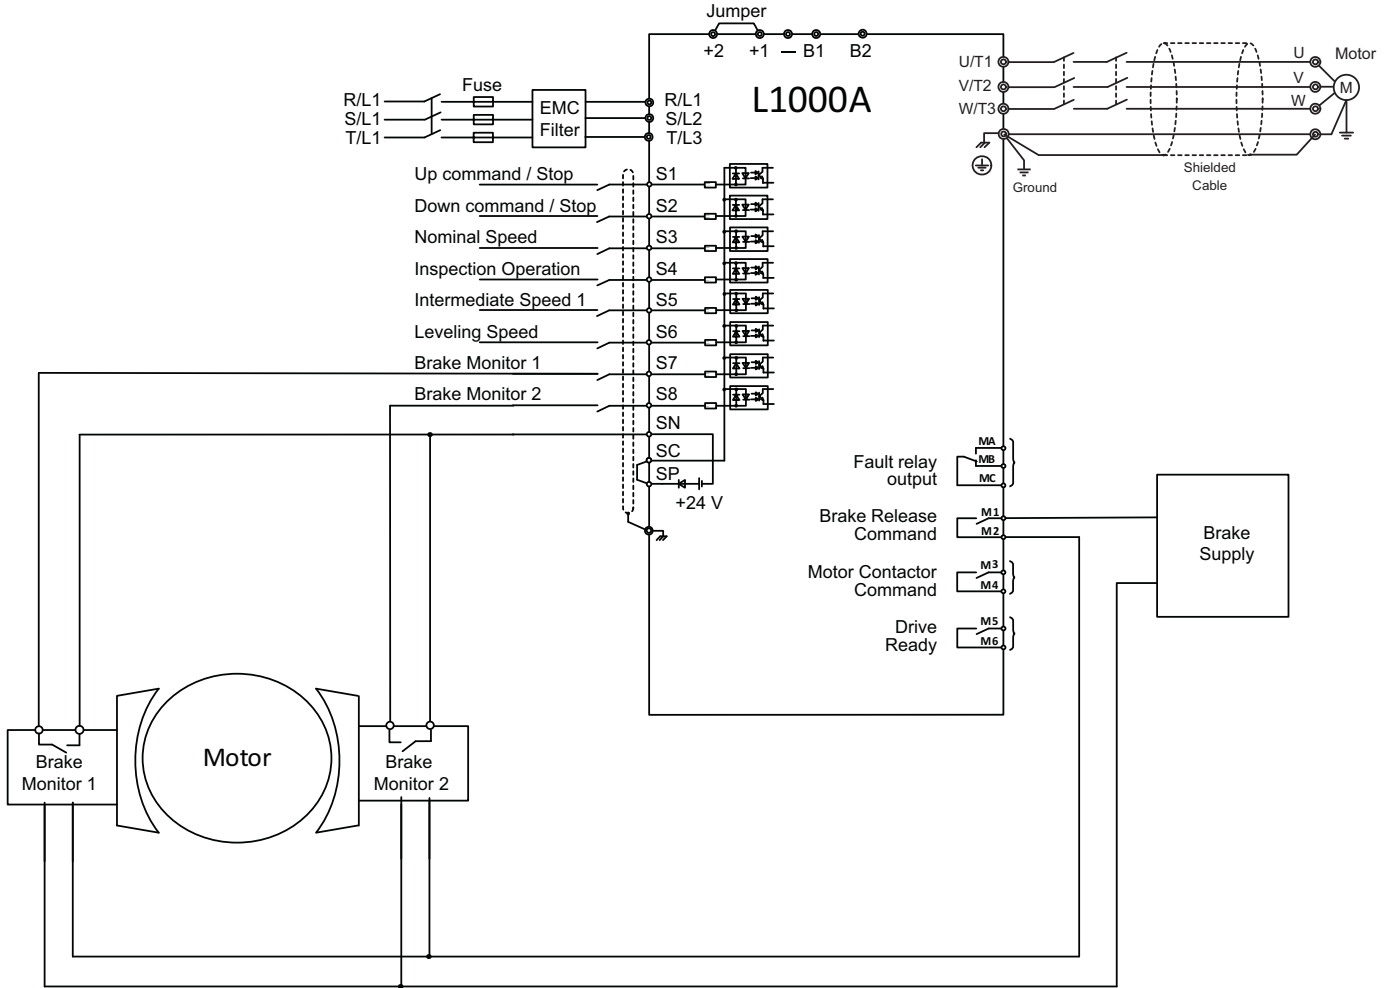 Jumper
+2 +1 — B1 B2
L1000A
Fuse
R/L1
S/L1
T/L1
EMC
Filter
R/L1
S/L2
T/L3
U/T1
V/T2
W/T3
U
V
W
Motor
M
Ground
Shielded
Cable
Up command / Stop S1
Down command / Stop S2
Nominal Speed S3
Inspection Operation S4
Intermediate Speed 1 S5
Leveling Speed S6
Brake Monitor 1 S7
Brake Monitor 2 S8
SN
SC
SP
+24 V
Fault relay
output
MA
MB
MC
Brake Release
Command
M1
M2
Motor Contactor
Command
M3
M4
Drive
Ready
M5
M6
Brake
Supply
Motor
Brake
Monitor 1
Brake
Monitor 2